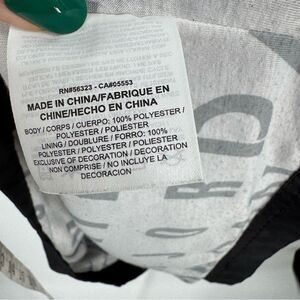 RN#56323 - CA#05553
MADE IN CHINA/FABRIQUE EN
CHINE/HECHO EN CHINA
BODY / CORPS / CUERPO: 100% POLYESTER /
POLYESTER / POLIESTER
LINING / DOUBLURE / FORRO: 100%
POLYESTER / POLYESTER / POLIESTER
EXCLUSIVE OF DECORATION / DECORATION
NON COMPRISE / NO INCLUYE LA
DECORACION